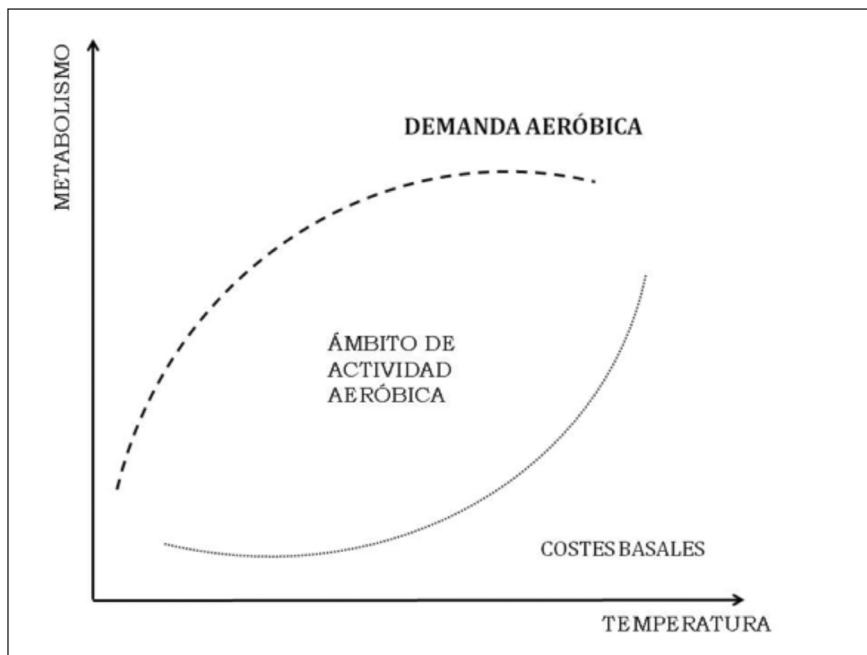 METABOLISMO
DEMANDA AERÓBICA
ÁMBITO DE
ACTIVIDAD
AERÓBICA
COSTES BASALES
TEMPERATURA